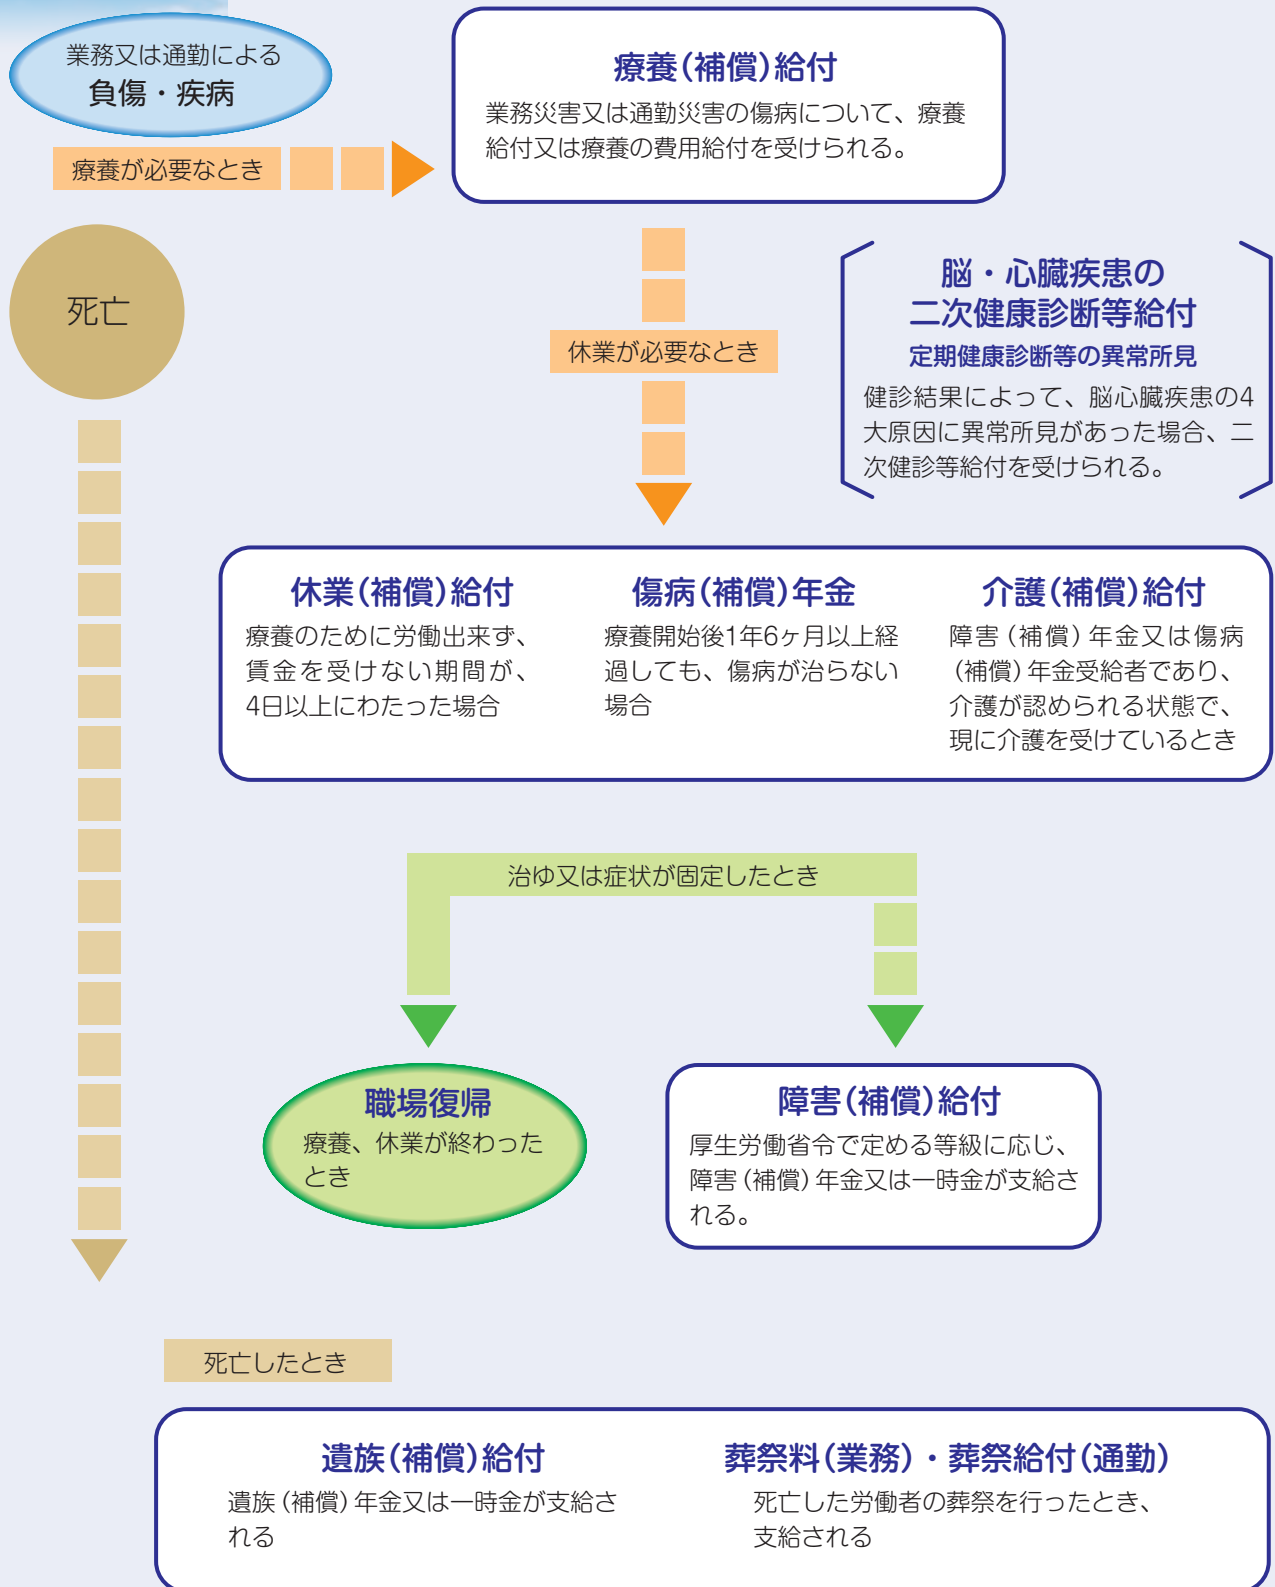 業務又は通勤による
負傷・疾病
療養が必要なとき
療養(補償)給付
業務災害又は通勤災害の傷病について、療養
給付又は療養の費用給付を受けられる。
死亡
休業が必要なとき
脳・心臓疾患の
二次健康診断等給付
定期健康診断等の異常所見
健診結果によって、脳心臓疾患の4
大原因に異常所見があった場合、二
次健診等給付を受けられる。
休業(補償)給付
療養のために労働出来ず、
賃金を受けない期間が、
4日以上にわたった場合
傷病(補償)年金
療養開始後1年6ヶ月以上経
過しても、傷病が治らない
場合
介護(補償)給付
障害(補償)年金又は傷病
(補償)年金受給者であり、
介護が認められる状態で、
現に介護を受けているとき
治ゆ又は症状が固定したとき
職場復帰
療養、休業が終わった
とき
障害(補償)給付
厚生労働省令で定める等級に応じ、
障害(補償)年金又は一時金が支給さ
れる。
死亡したとき
遺族(補償)給付
遺族(補償)年金又は一時金が支給さ
れる
葬祭料(業務)・葬祭給付(通勤)
死亡した労働者の葬祭を行ったとき、
支給される